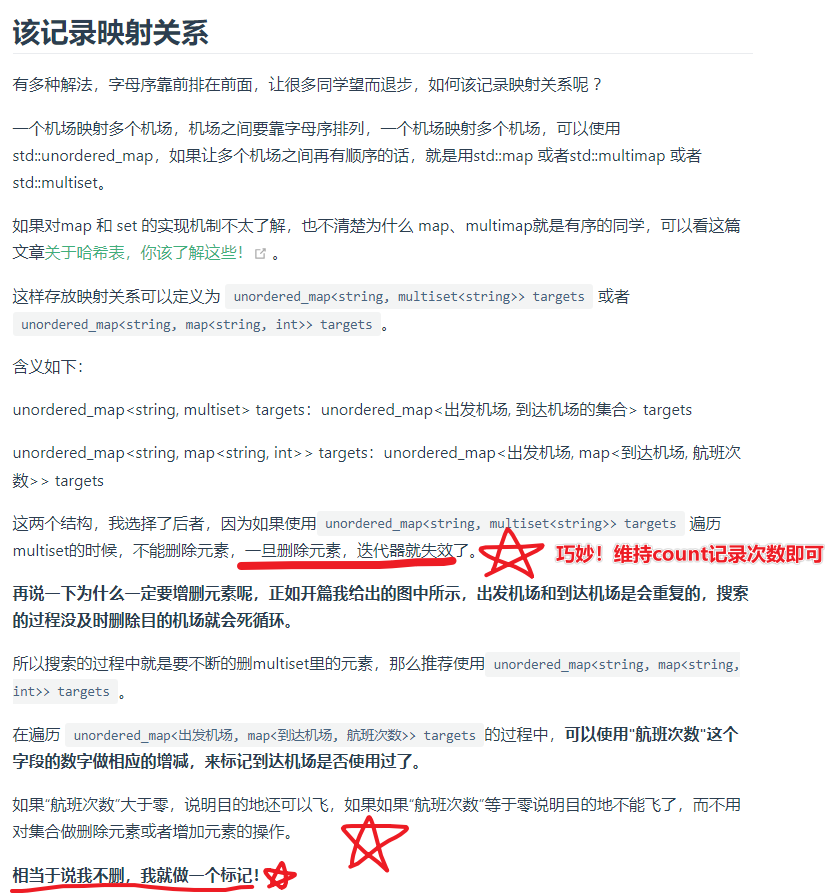 该记录映射关系
有多种解法，字母序靠前排在前面，让很多同学望而退步，如何该记录映射关系呢 ？
一个机场映射多个机场，机场之间要靠字母序排列，一个机场映射多个机场，可以使用
std::unordered_map，如果让多个机场之间再有顺序的话，就是用std::map 或者std::multimap 或者
std::multiset。
如果对map 和 set 的实现机制不太了解，也不清楚为什么 map、multimap就是有序的同学，可以看这篇
文章关于哈希表，你该了解这些！ 。
这样存放映射关系可以定义为 unordered_map<string, multiset<string>> targets 或者
unordered_map<string, map<string, int>> targets 。
含义如下：
unordered_map<string, multiset> targets：unordered_map<出发机场, 到达机场的集合> targets
unordered_map<string, map<string, int>> targets：unordered_map<出发机场, map<到达机场, 航班次
数>> targets
这两个结构，我选择了后者，因为如果使用 unordered_map<string, multiset<string>> targets 遍历
multiset的时候，不能删除元素，一旦删除元素，迭代器就失效了。 巧妙！维持count记录次数即可
再说一下为什么一定要增删元素呢，正如开篇我给出的图中所示，出发机场和到达机场是会重复的，搜索
的过程没及时删除目的机场就会死循环。
所以搜索的过程中就是要不断的删multiset里的元素，那么推荐使用 unordered_map<string, map<string,
int>> targets 。
在遍历 unordered_map<出发机场, map<到达机场, 航班次数>> targets 的过程中，可以使用"航班次数"这个
字段的数字做相应的增减，来标记到达机场是否使用过了。
如果“航班次数”大于零，说明目的地还可以飞，如果如果“航班次数”等于零说明目的地不能飞了，而不用
对集合做删除元素或者增加元素的操作。
相当于说我不删，我就做一个标记！